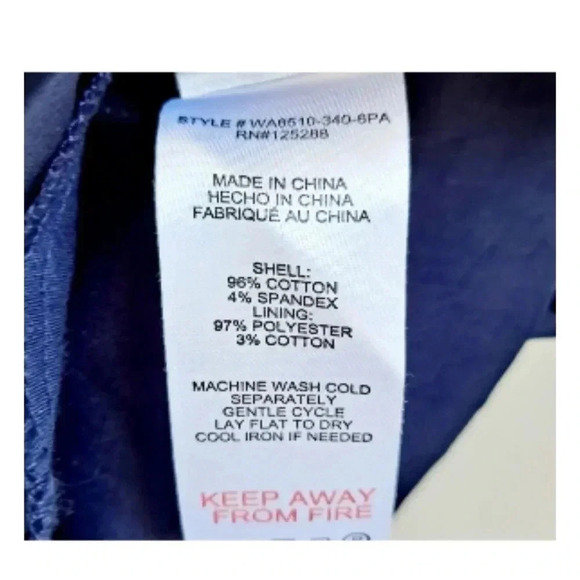 STYLE # WA6510-340-6PA
RN#125288
MADE IN CHINA
HECHO IN CHINA
FABRIQUÉ AU CHINA
SHELL:
96% COTTON
4% SPANDEX
LINING:
97% POLYESTER
3% COTTON
MACHINE WASH COLD
SEPARATELY
GENTLE CYCLE
LAY FLAT TO DRY
COOL IRON IF NEEDED
KEEP AWAY
FROM FIRE